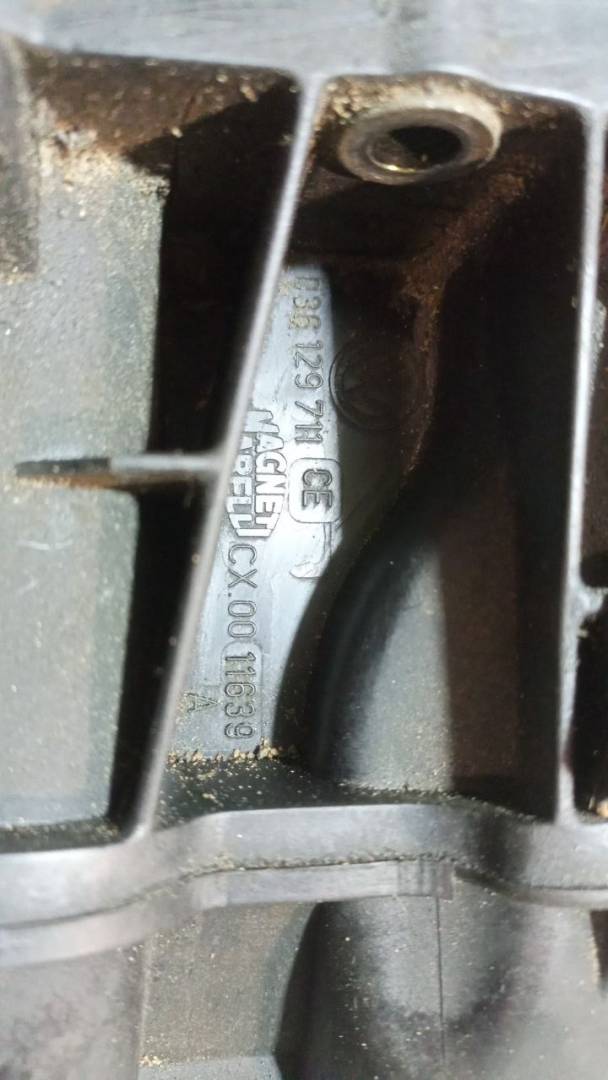 036 129 711 CE
MAGNETI
MARELLI
CX.00 11639
A